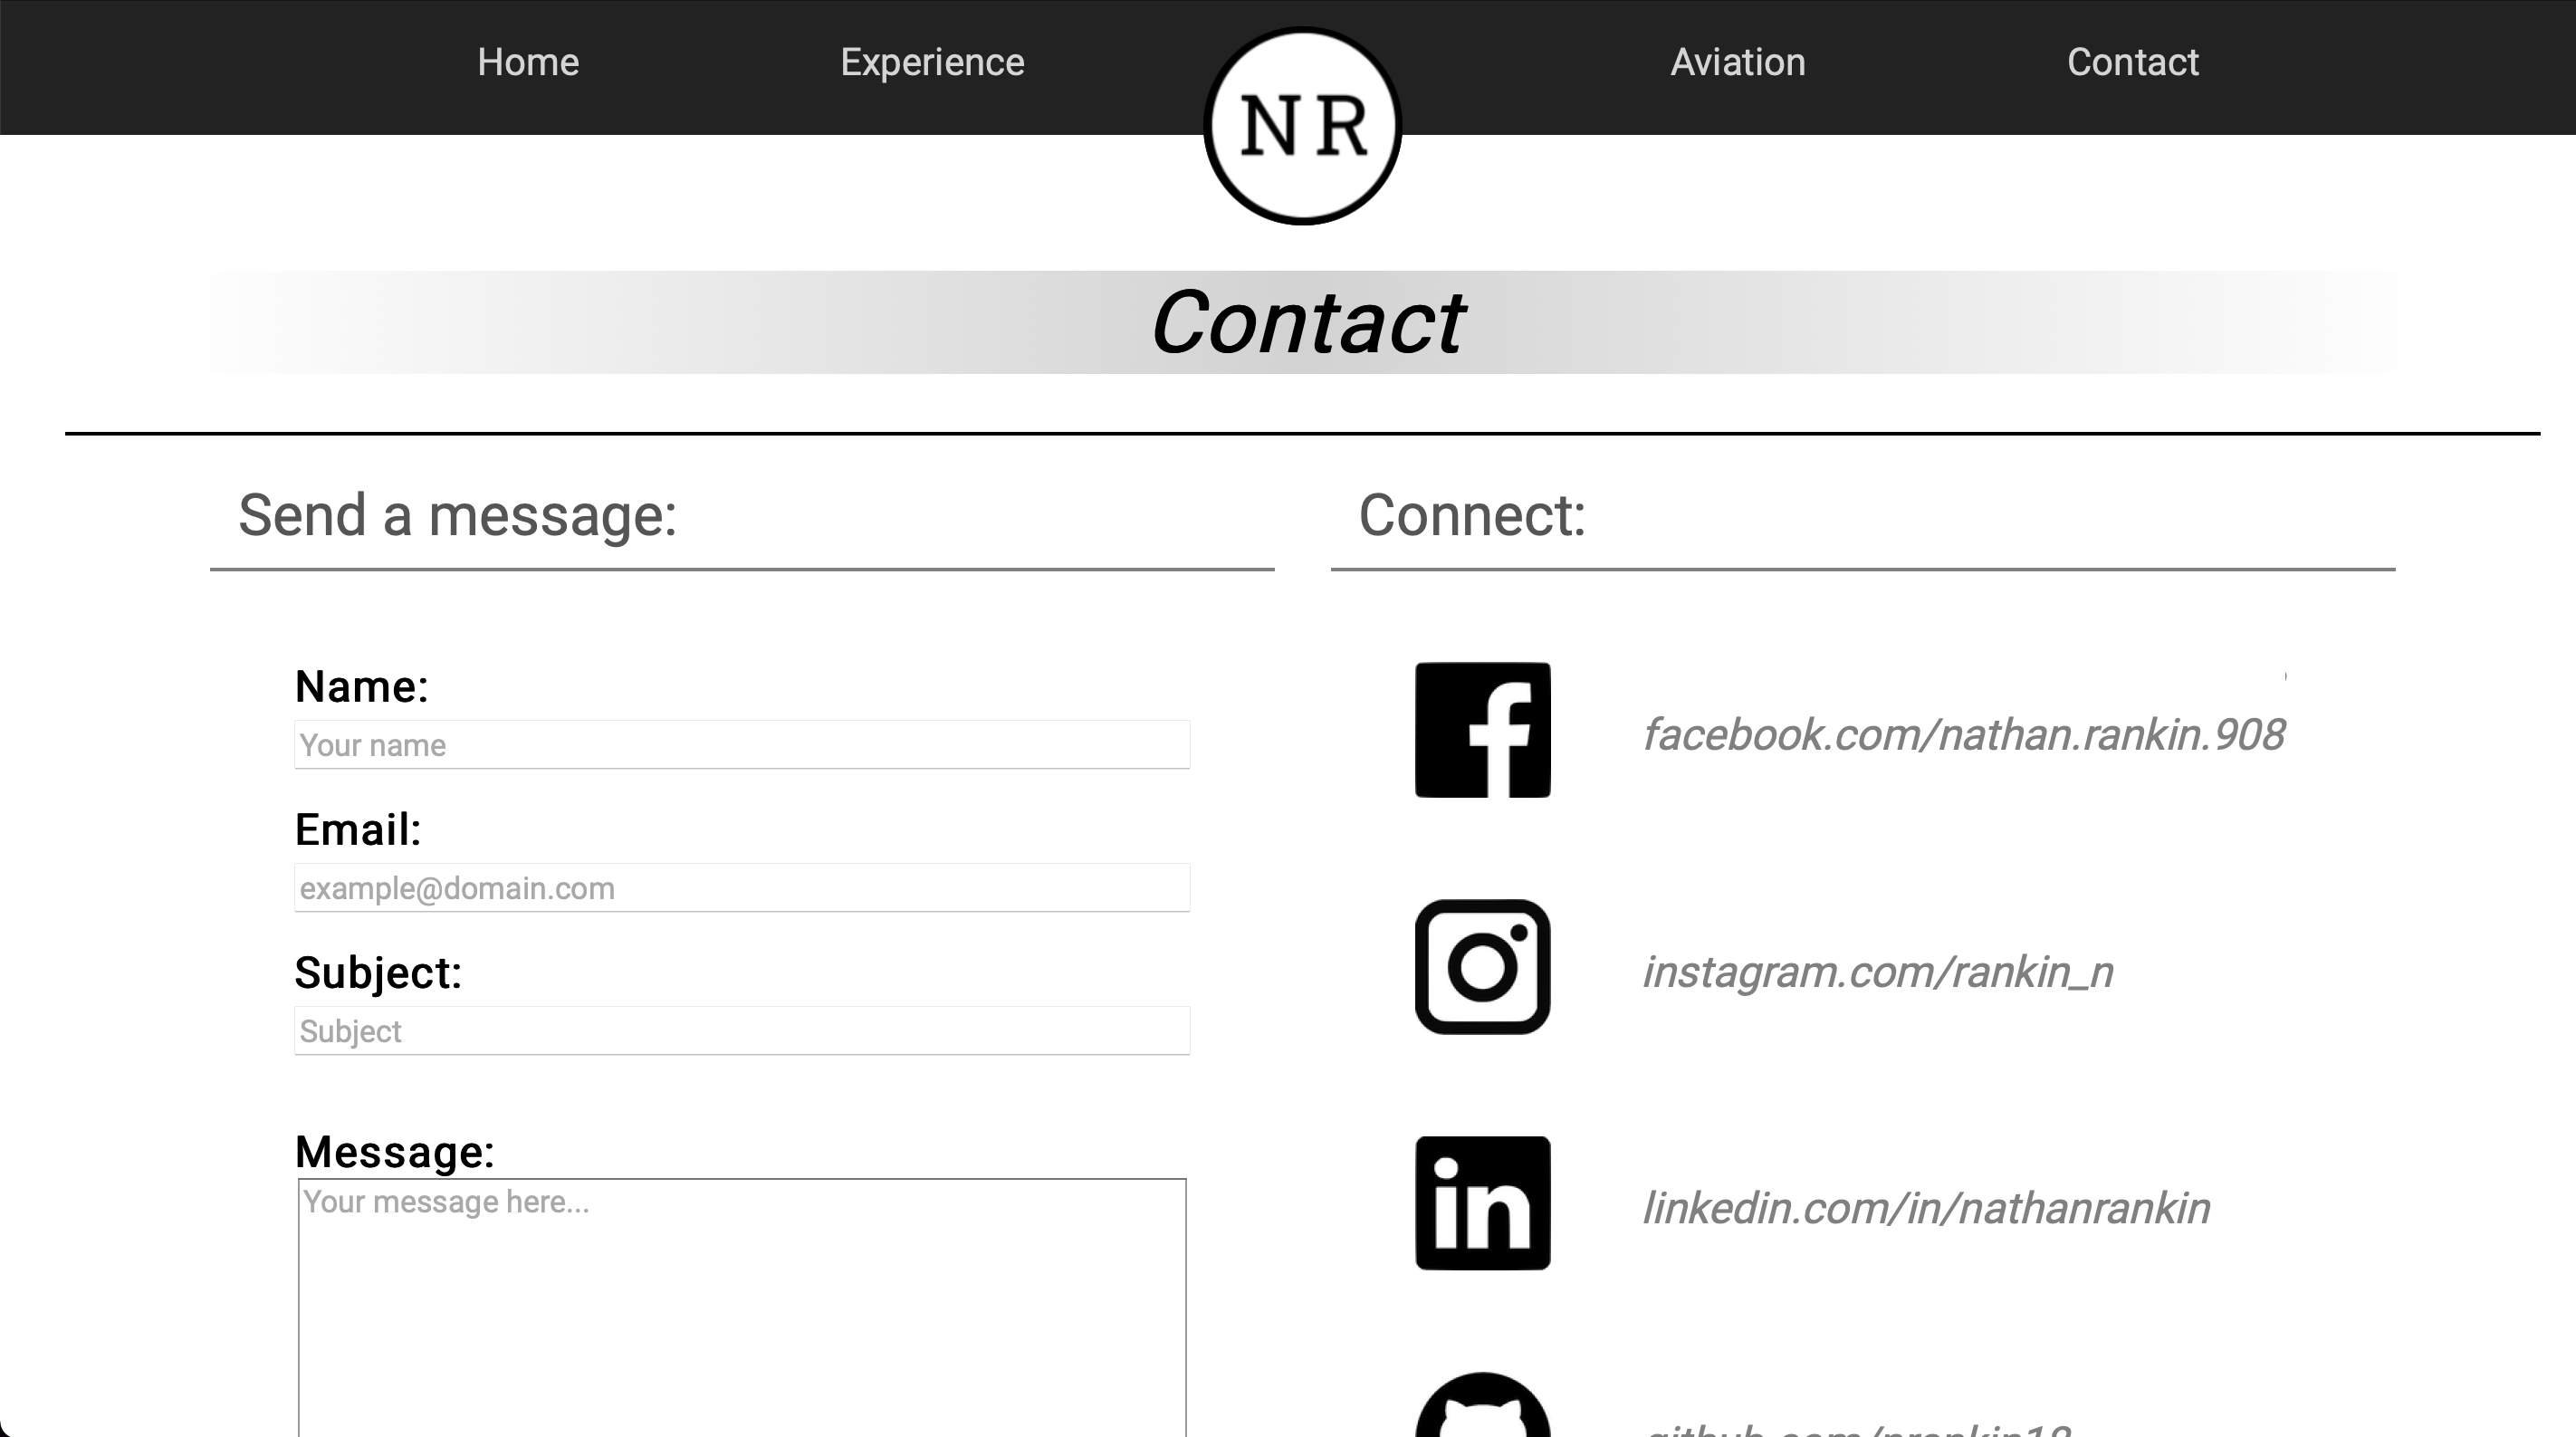 Home Experience NR Aviation Contact
Contact
Send a message:
Name:
Your name
Email:
example@domain.com
Subject:
Subject
Message:
Your message here...
Connect:
facebook.com/nathan.rankin.908
instagram.com/rankin_n
in
linkedin.com/in/nathanrankin